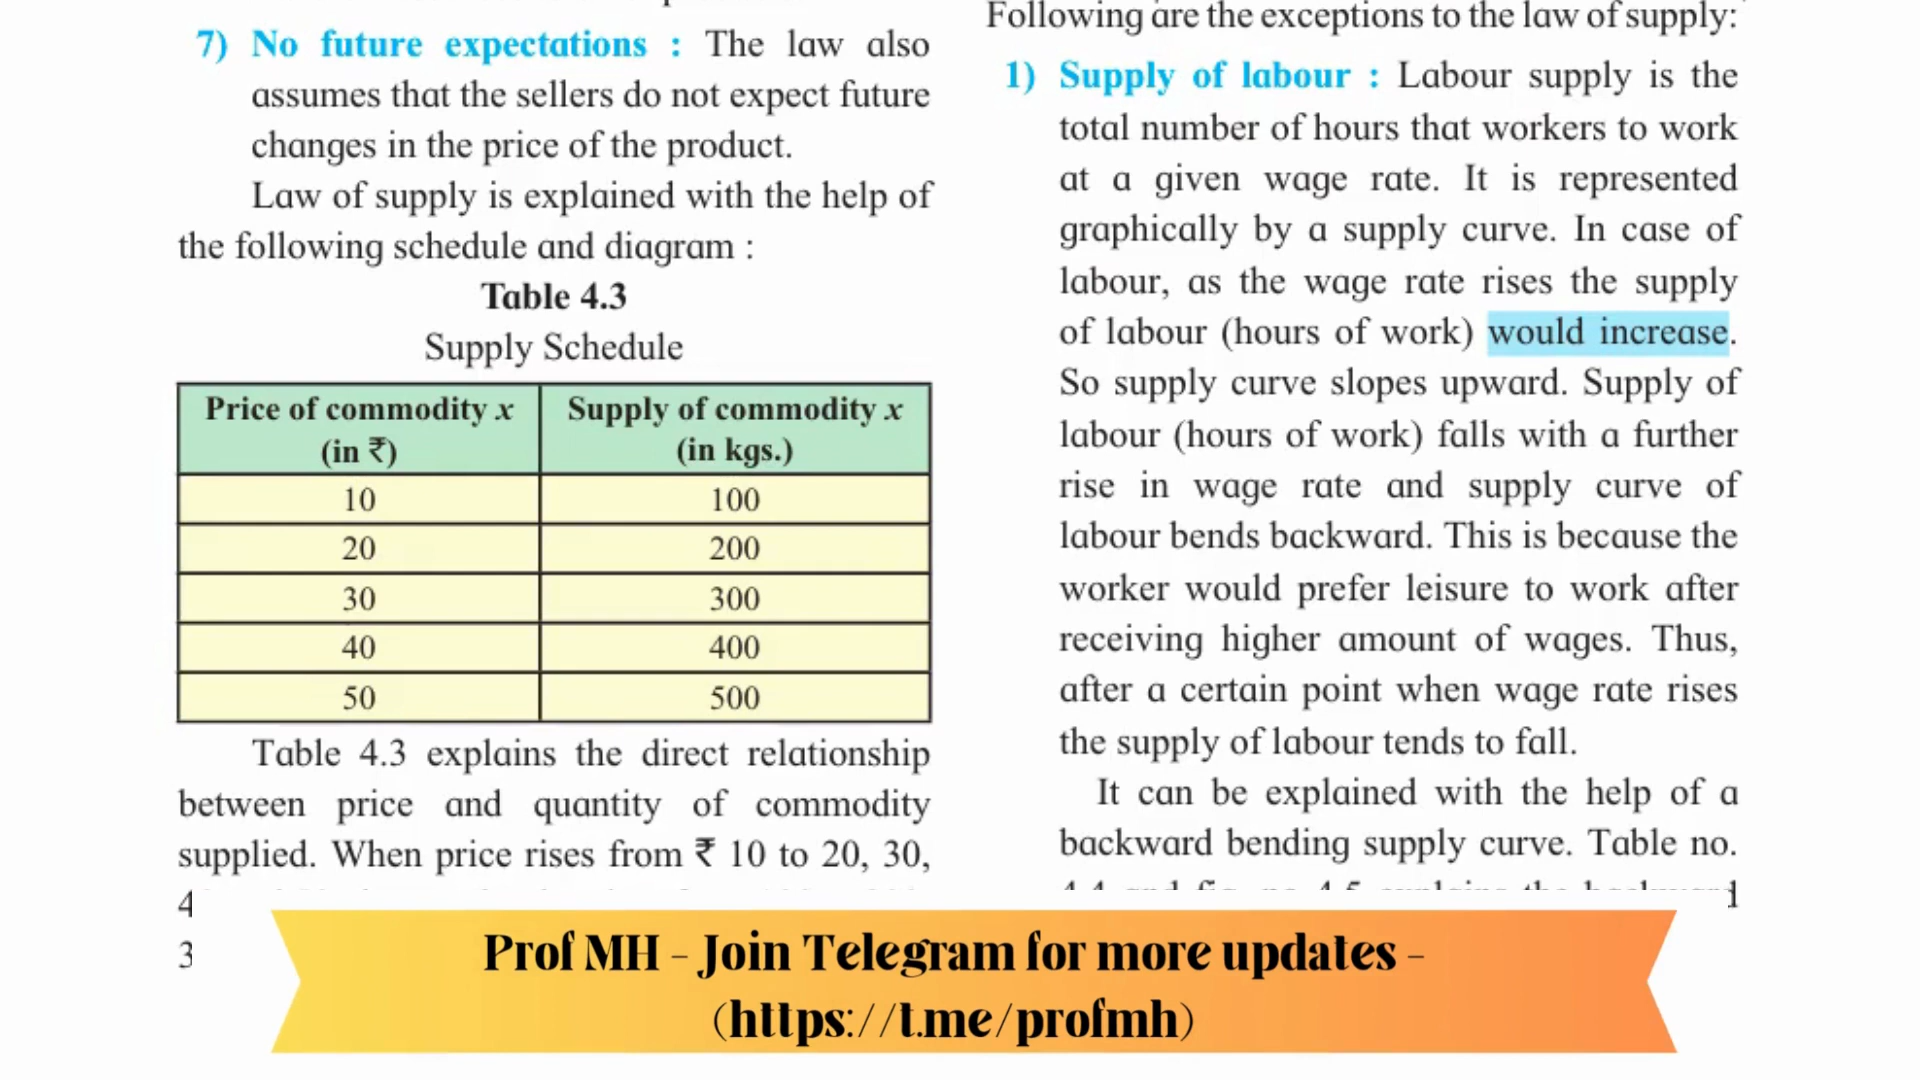 7) No future expectations : The law also
assumes that the sellers do not expect future
changes in the price of the product.
Law of supply is explained with the help of
the following schedule and diagram :
Table 4.3
Supply Schedule
Price of commodity x
(in ₹)
Supply of commodity x
(in kgs.)
10 100
20 200
30 300
40 400
50 500
Table 4.3 explains the direct relationship
between price and quantity of commodity
supplied. When price rises from ₹ 10 to 20, 30,
4
3
Following are the exceptions to the law of supply:
1) Supply of labour : Labour supply is the
total number of hours that workers to work
at a given wage rate. It is represented
graphically by a supply curve. In case of
labour, as the wage rate rises the supply
of labour (hours of work) would increase.
So supply curve slopes upward. Supply of
labour (hours of work) falls with a further
rise in wage rate and supply curve of
labour bends backward. This is because the
worker would prefer leisure to work after
receiving higher amount of wages. Thus,
after a certain point when wage rate rises
the supply of labour tends to fall.
It can be explained with the help of a
backward bending supply curve. Table no.
Prof MH - Join Telegram for more updates -
(https://t.me/profmh)